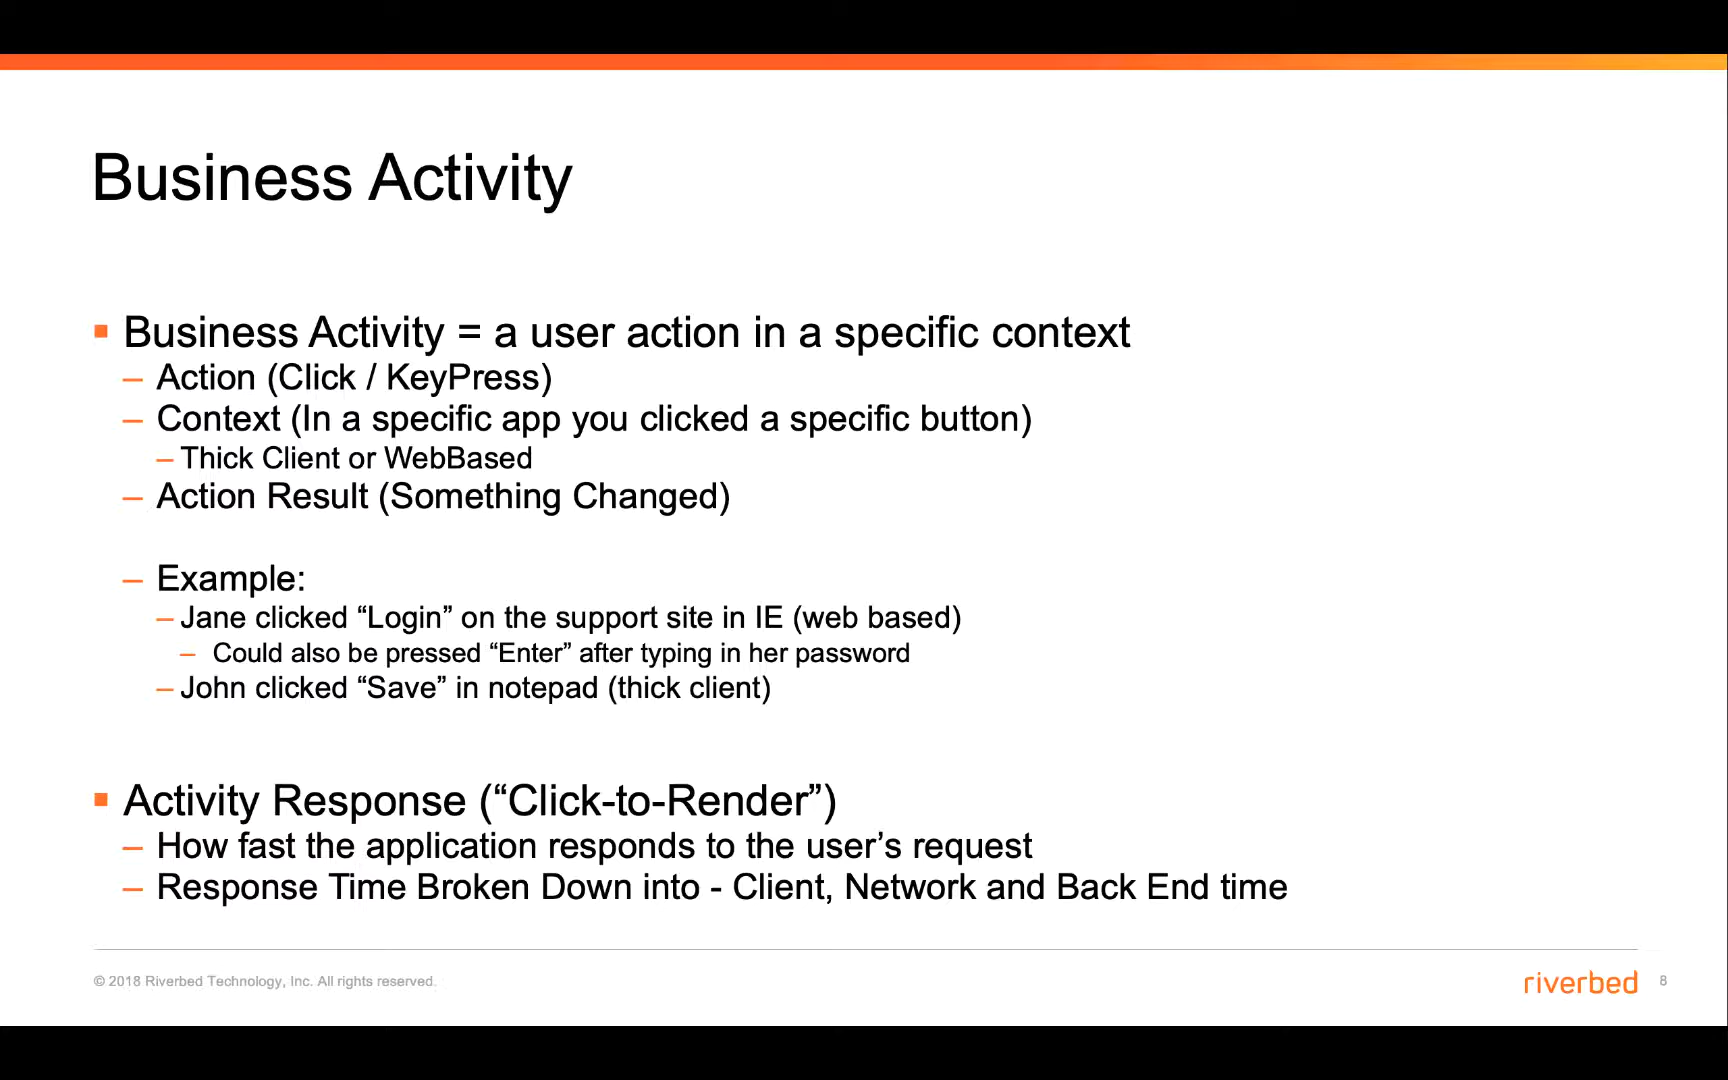 Business Activity
▪ Business Activity = a user action in a specific context
– Action (Click / KeyPress)
– Context (In a specific app you clicked a specific button)
– Thick Client or WebBased
– Action Result (Something Changed)
– Example:
– Jane clicked “Login” on the support site in IE (web based)
– Could also be pressed “Enter” after typing in her password
– John clicked “Save” in notepad (thick client)
▪ Activity Response (“Click-to-Render”)
– How fast the application responds to the user’s request
– Response Time Broken Down into - Client, Network and Back End time
© 2018 Riverbed Technology, Inc. All rights reserved.
riverbed 8